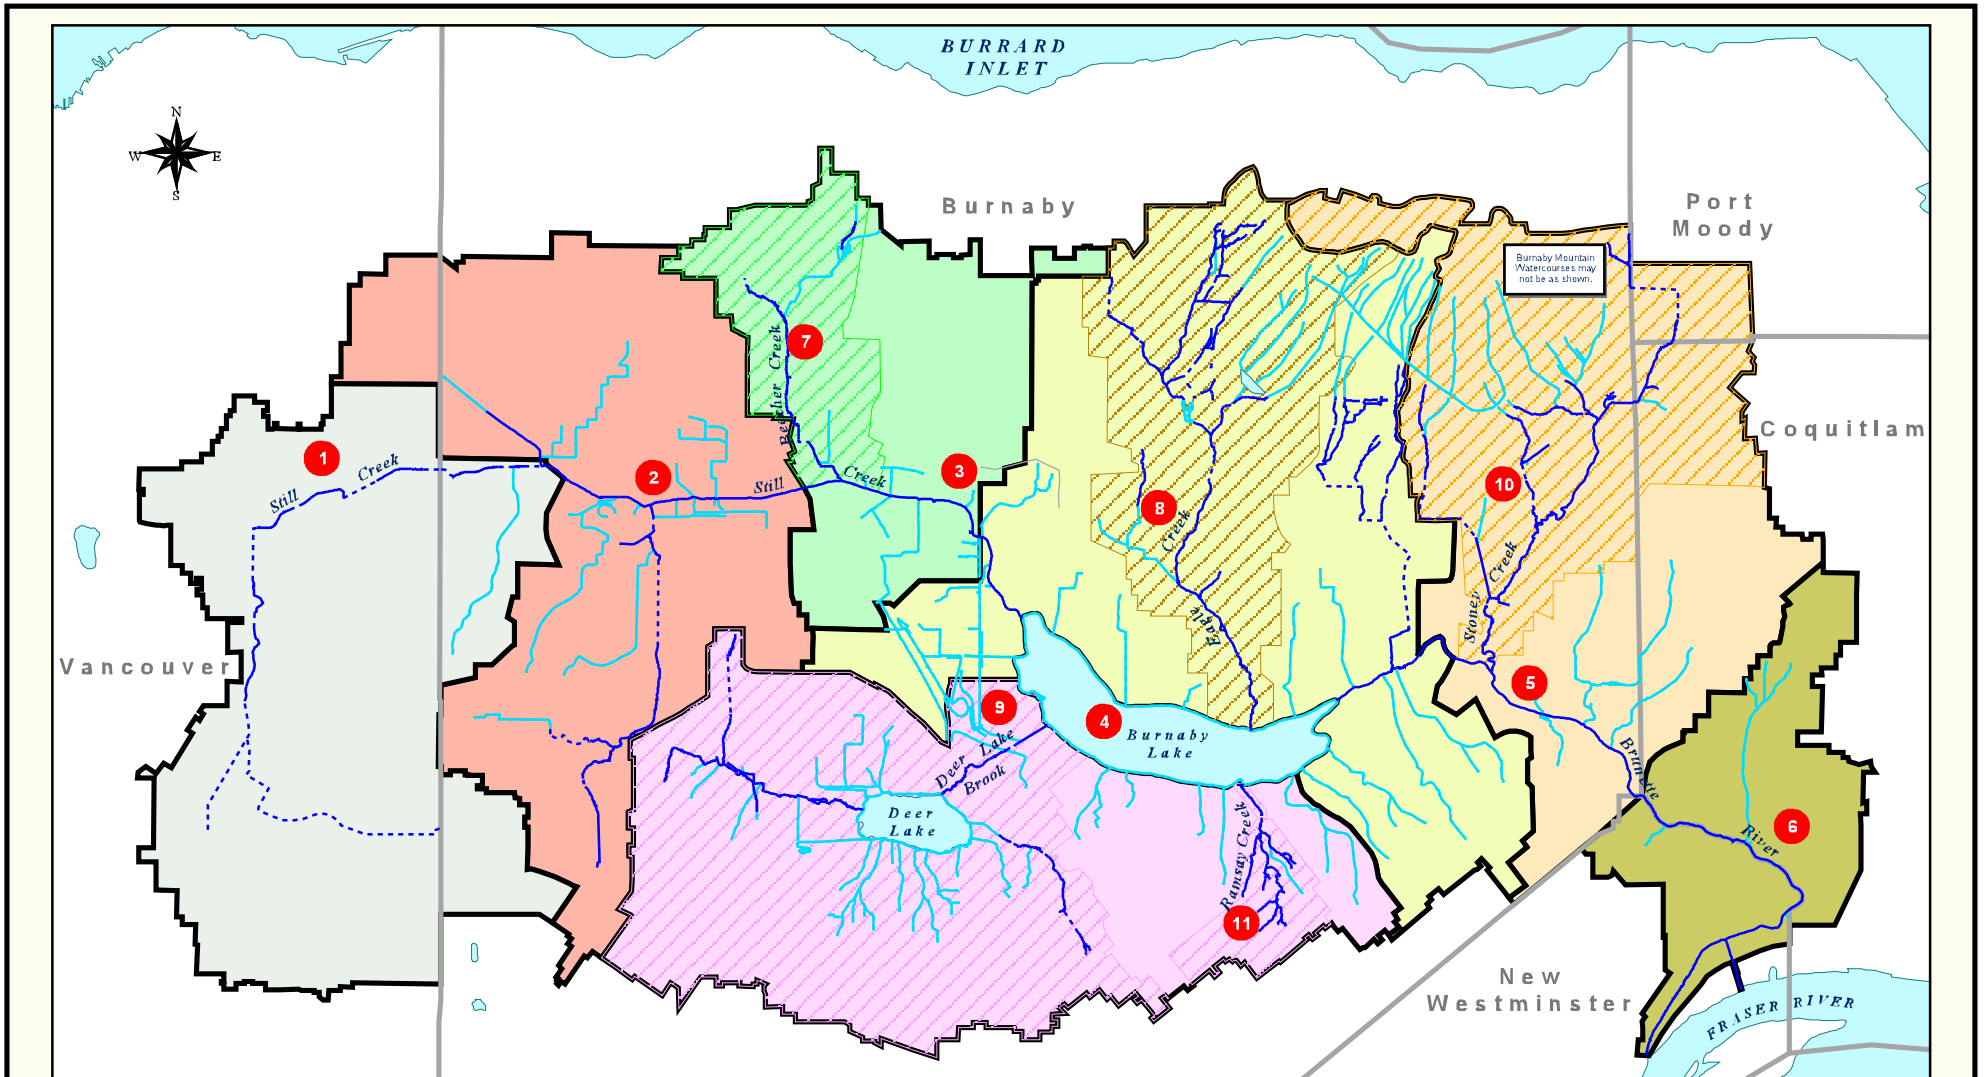 BURRARD
INLET
N
W E
S
Burnaby
Port
Moody
Burnaby Mountain
Watercourses may
not be as shown.
Coquitlam
Vancouver
New
Westminster
FRASER RIVER
1
2
3
4
5
6
7
8
9
10
11
Still
Creek
Still
Creek
Beecher Creek
Eagle
Creek
Stoney
Creek
Burnaby
Lake
Deer Lake
Brook
Deer
Lake
Ramsay Creek
Brunette
River